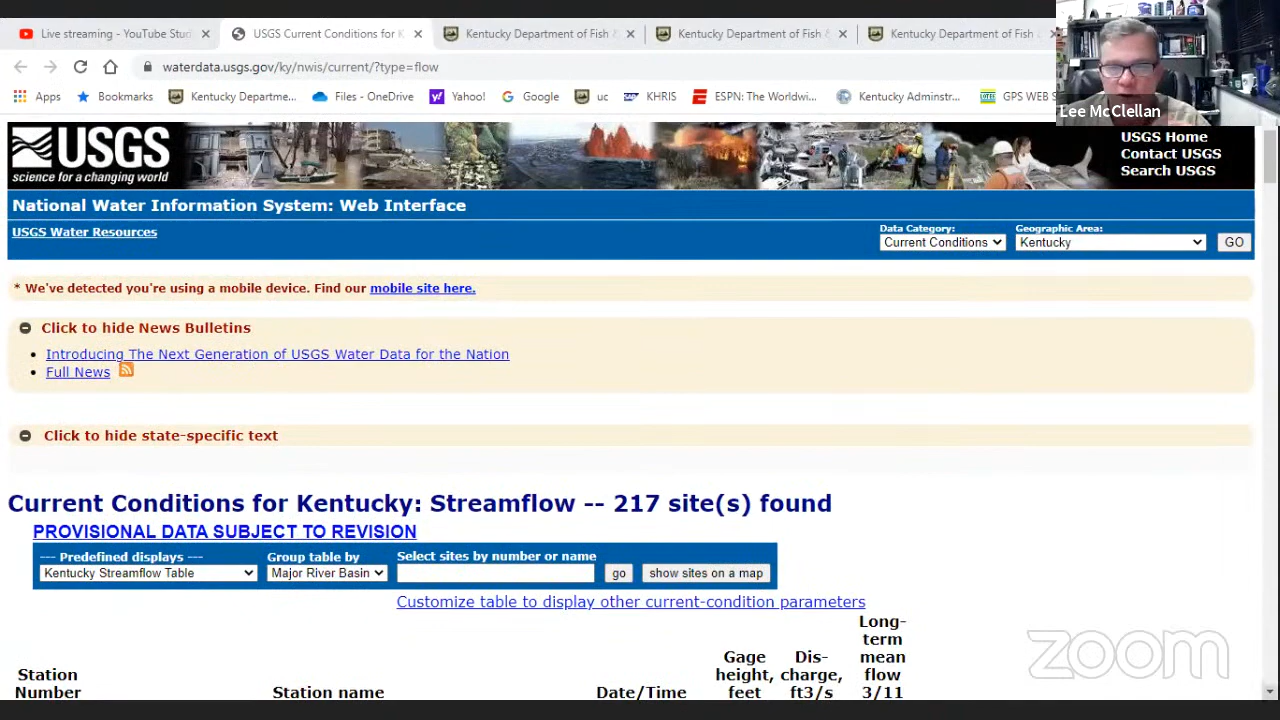 Live streaming - YouTube Stud
USGS Current Conditions for K
Kentucky Department of Fish &
Kentucky Department of Fish &
Kentucky Department of Fish &
waterdata.usgs.gov/ky/nwis/current/?type=flow
Apps
Bookmarks
Kentucky Departme...
Files - OneDrive
Yahoo!
Google
uc
KHRIS
ESPN: The Worldwi...
Kentucky Adminstr...
GPS WEB S
Lee McClellan
USGS
science for a changing world
USGS Home
Contact USGS
Search USGS
National Water Information System: Web Interface
USGS Water Resources
Data Category:
Current Conditions
Geographic Area:
Kentucky
GO
* We've detected you're using a mobile device. Find our mobile site here.
Click to hide News Bulletins
Introducing The Next Generation of USGS Water Data for the Nation
Full News
Click to hide state-specific text
Current Conditions for Kentucky: Streamflow -- 217 site(s) found
PROVISIONAL DATA SUBJECT TO REVISION
--- Predefined displays ---
Kentucky Streamflow Table
Group table by
Major River Basin
Select sites by number or name
go
show sites on a map
Customize table to display other current-condition parameters
Station
Number
Station name
Date/Time
Gage
height,
feet
Dis-
charge,
ft3/s
Long-
term
mean
flow
3/11
zoom